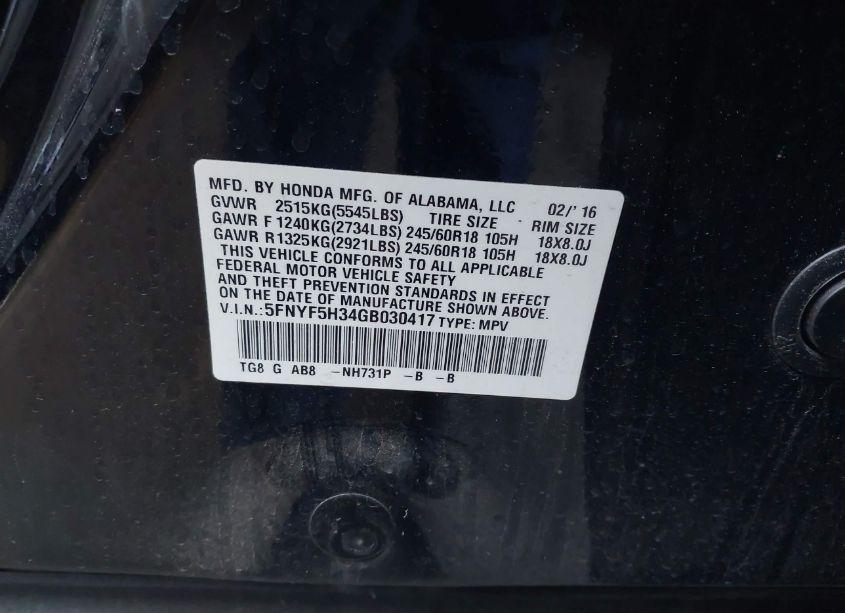 MFD. BY HONDA MFG. OF ALABAMA, LLC 02/' 16
GVWR 2515KG(5545LBS) TIRE SIZE - RIM SIZE
GAWR F 1240KG(2734LBS) 245/60R18 105H 18X8.0J
GAWR R1325KG(2921LBS) 245/60R18 105H 18X8.0J
THIS VEHICLE CONFORMS TO ALL APPLICABLE
FEDERAL MOTOR VEHICLE SAFETY
AND THEFT PREVENTION STANDARDS IN EFFECT
ON THE DATE OF MANUFACTURE SHOWN ABOVE.
V.I.N.:5FNYF5H34GB030417 TYPE: MPV
TG8 G AB8 -NH731P -B -B